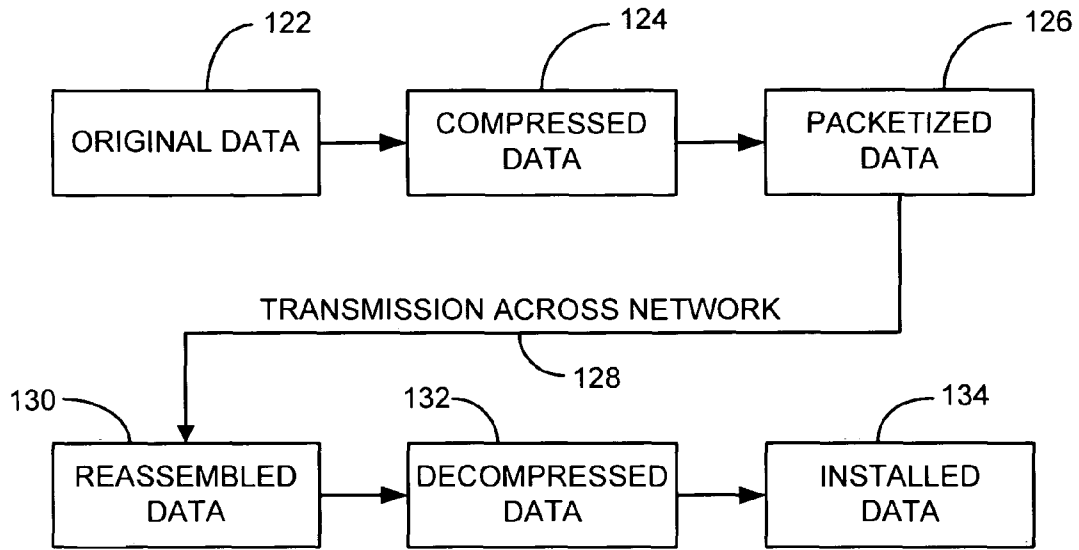 122
124
126
ORIGINAL DATA
COMPRESSED
DATA
PACKETIZED
DATA
TRANSMISSION ACROSS NETWORK
128
130
132
134
REASSEMBLED
DATA
DECOMPRESSED
DATA
INSTALLED
DATA